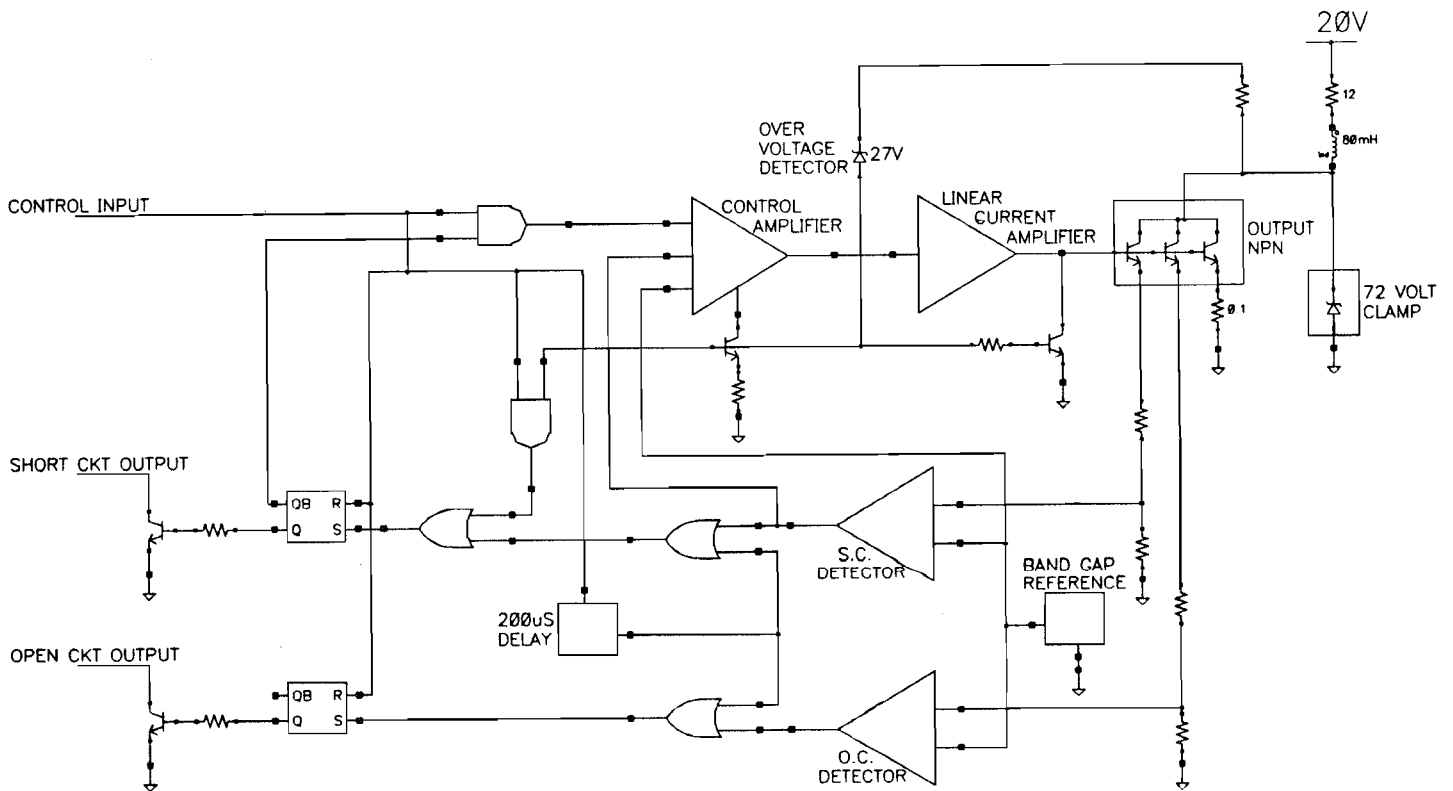 20V
12
80mH
OVER
VOLTAGE
DETECTOR
27V
CONTROL INPUT
CONTROL
AMPLIFIER
LINEAR
CURRENT
AMPLIFIER
OUTPUT
NPN
0.1
72 VOLT
CLAMP
SHORT CKT OUTPUT
QB R
Q S
S.C.
DETECTOR
BAND GAP
REFERENCE
200uS
DELAY
OPEN CKT OUTPUT
QB R
Q S
O.C.
DETECTOR